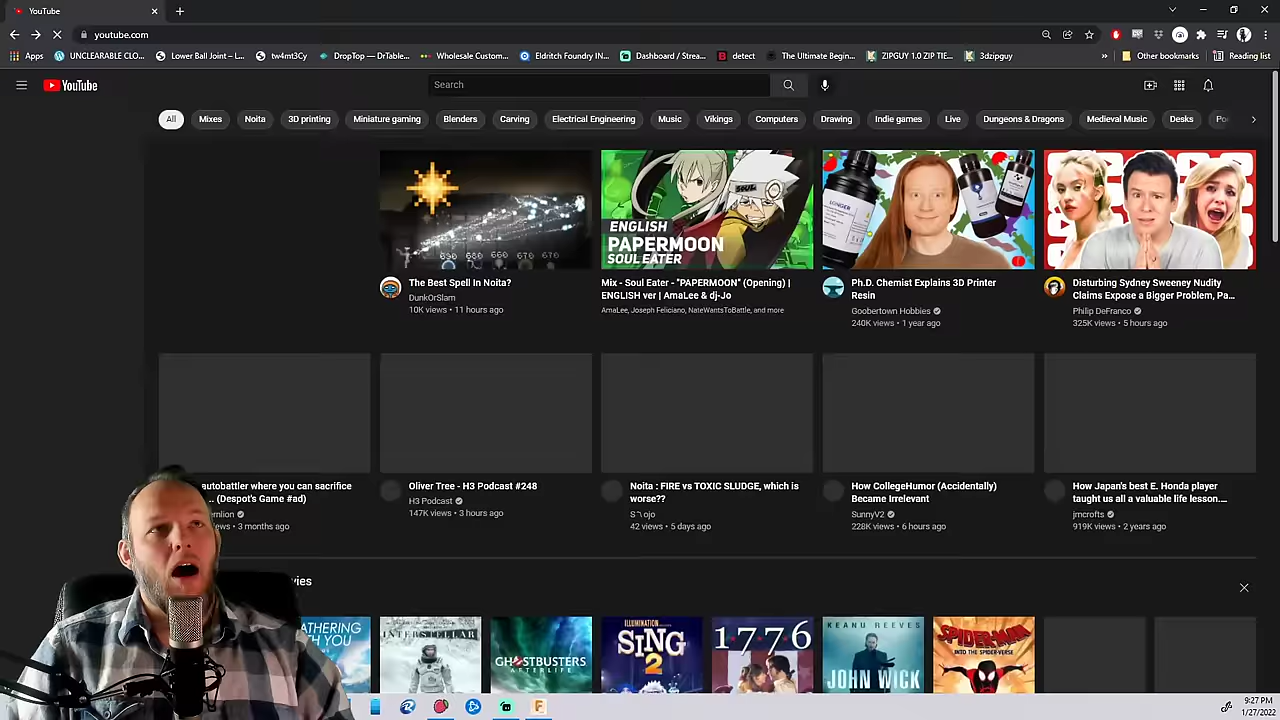 YouTube
youtube.com
Apps
UNCLEARABLE CLO...
Lower Ball Joint – L...
tw4mt3Cy
DropTop — DrTable...
Wholesale Custom...
Eldritch Foundry IN...
Dashboard / Strea...
detect
The Ultimate Begin...
ZIPGUY 1.0 ZIP TIE...
3dzipguy
»
Other bookmarks
Reading list
YouTube
Search
All
Mixes
Noita
3D printing
Miniature gaming
Blenders
Carving
Electrical Engineering
Music
Vikings
Computers
Drawing
Indie games
Live
Dungeons & Dragons
Medieval Music
Desks
ENGLISH
PAPERMOON
SOUL EATER
SOUL
LONGER
The Best Spell In Noita?
DunkOrSlam
10K views • 11 hours ago
Mix - Soul Eater - "PAPERMOON" (Opening) |
ENGLISH ver | AmaLee & dj-Jo
AmaLee, Joseph Feliciano, NateWantsToBattle, and more
Ph.D. Chemist Explains 3D Printer
Resin
Goobertown Hobbies
240K views • 1 year ago
Disturbing Sydney Sweeney Nudity
Claims Expose a Bigger Problem, Pa...
Philip DeFranco
325K views • 5 hours ago
autobattler where you can sacrifice
... (Despot's Game #ad)
• 3 months ago
Oliver Tree - H3 Podcast #248
H3 Podcast
147K views • 3 hours ago
Noita : FIRE vs TOXIC SLUDGE, which is
worse??
42 views • 5 days ago
How CollegeHumor (Accidentally)
Became Irrelevant
SunnyV2
228K views • 6 hours ago
How Japan's best E. Honda player
taught us all a valuable life lesson....
jmcrofts
919K views • 2 years ago
INTERSTELLAR
GHOSTBUSTERS
AFTERLIFE
ILLUMINATION
SING
2
1776
KEANU REEVES
JOHN WICK
SPIDER-MAN
INTO THE SPIDER-VERSE
9:27 PM
1/27/2022